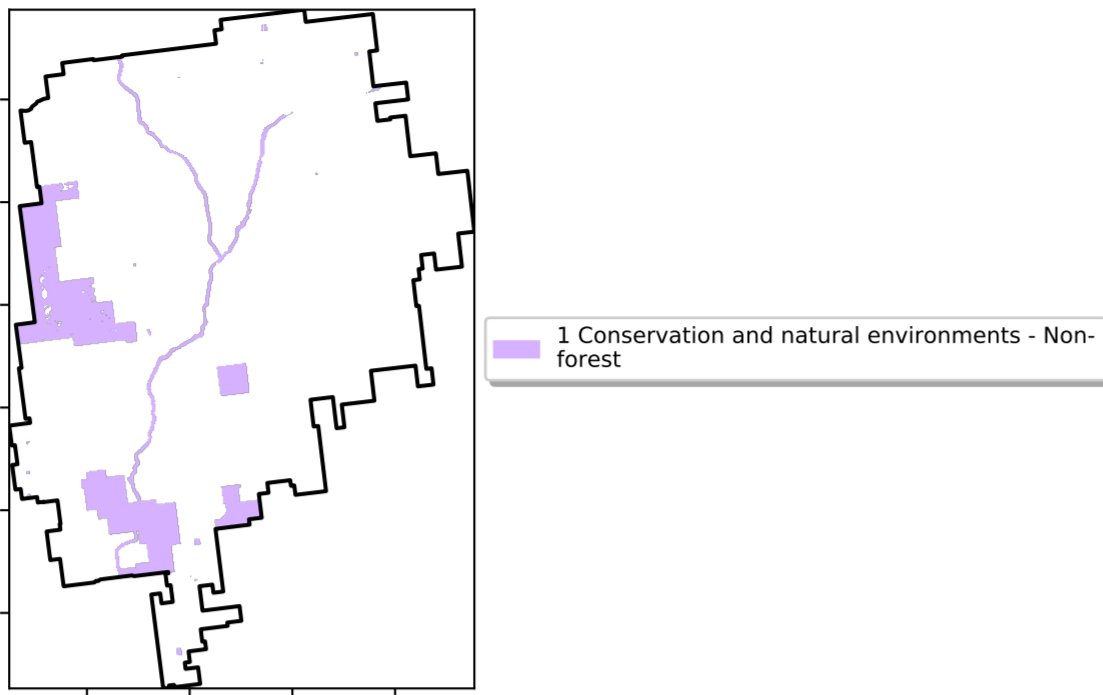 1 Conservation and natural environments - Non-
forest